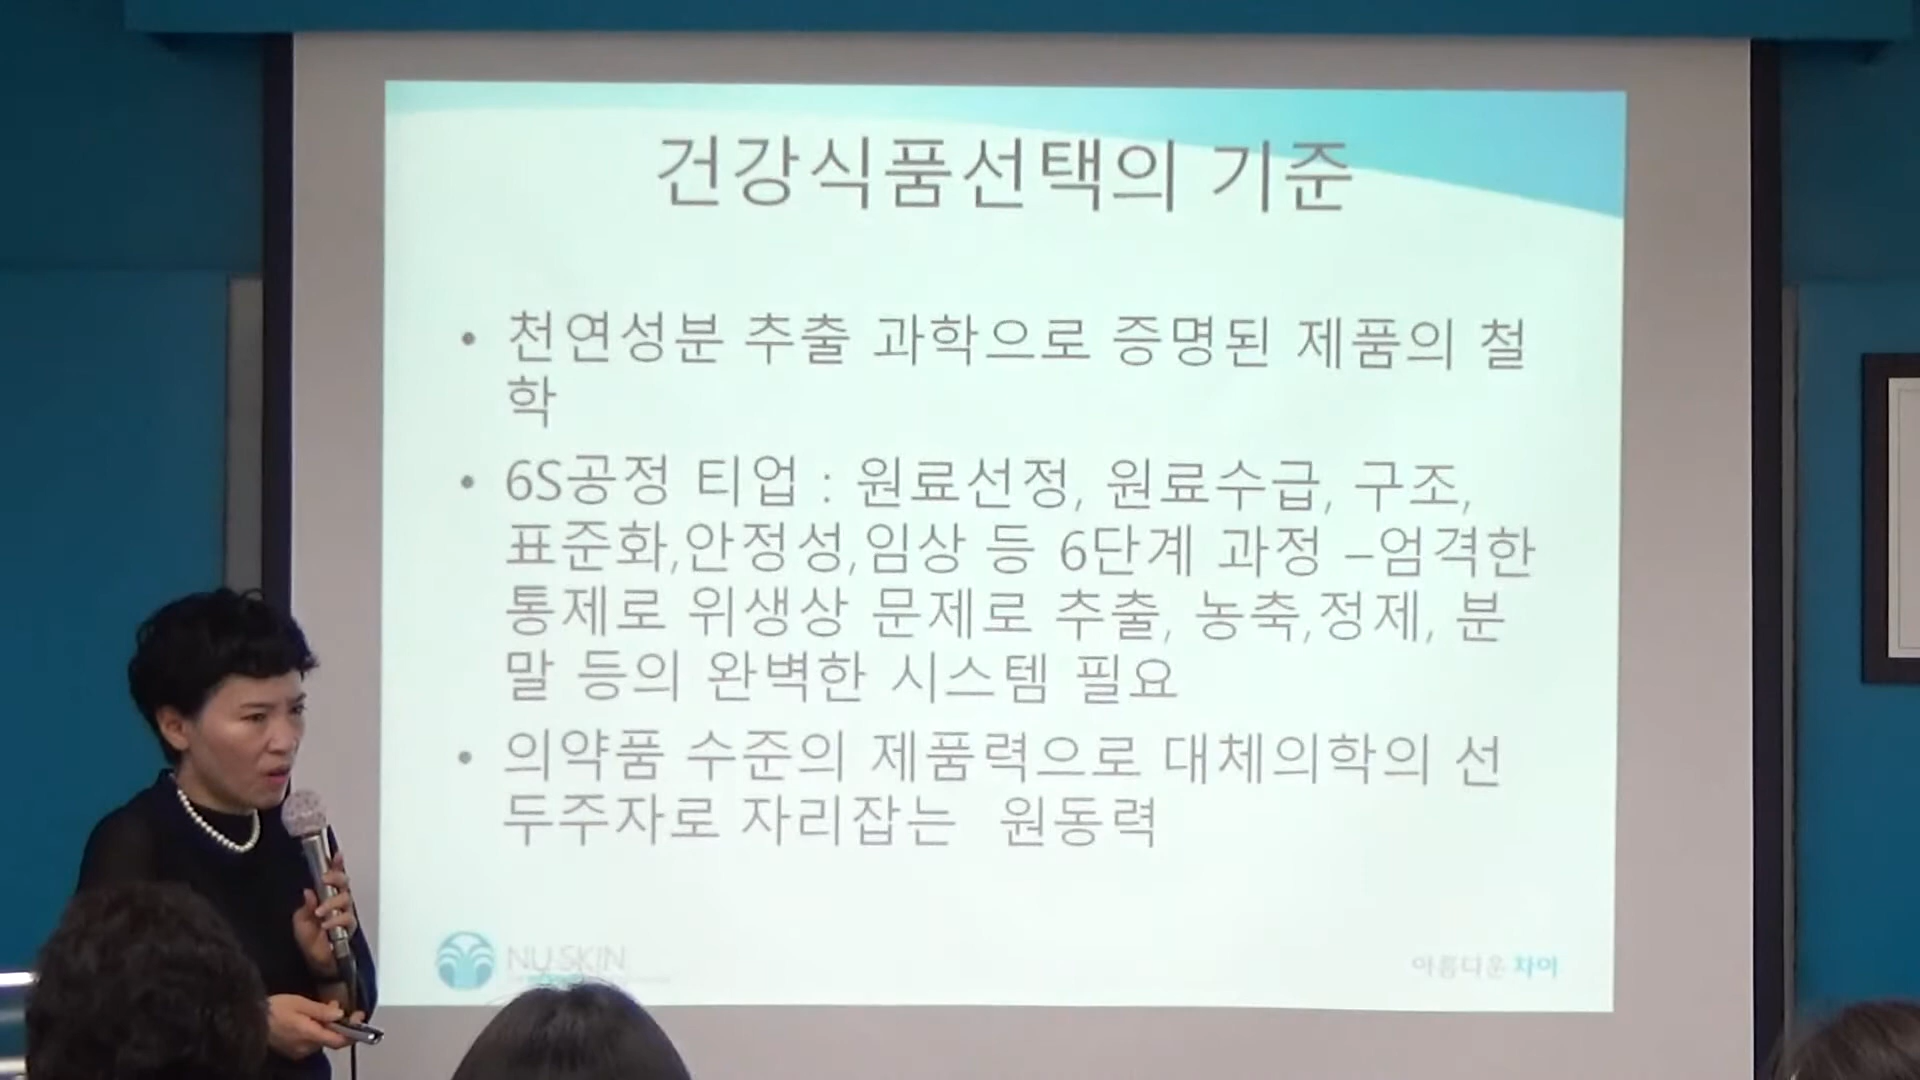 건강식품선택의 기준
• 천연성분 추출 과학으로 증명된 제품의 철
학
• 6S공정 티업 : 원료선정, 원료수급, 구조,
표준화,안정성,임상 등 6단계 과정 –엄격한
통제로 위생상 문제로 추출, 농축,정제, 분
말 등의 완벽한 시스템 필요
• 의약품 수준의 제품력으로 대체의학의 선
두주자로 자리잡는 원동력
NU SKIN
아름다운 차이